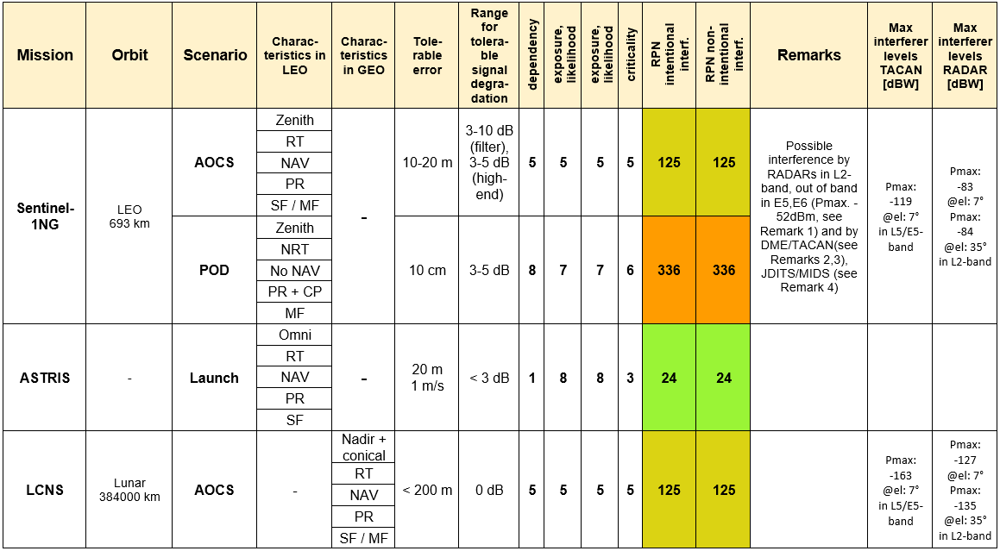 Mission
Orbit
Scenario
Charac-
teristics in
LEO
Charac-
teristics
in GEO
Tole-
rable
error
Range
for
tolera-
ble
signal
degra-
dation
dependency
exposure,
likelihood
exposure,
likelihood
criticality
RPN
intentional
interf.
RPN non-
intentional
interf.
Remarks
Max
interferer
levels
TACAN
[dBW]
Max
interferer
levels
RADAR
[dBW]
Sentinel-
1NG
LEO
693 km
AOCS
Zenith
RT
NAV
PR
SF / MF
-
10-20 m
3-10 dB
(filter),
3-5 dB
(high-
end)
5
5
5
5
125
125
Possible
interference by
RADARs in L2-
band, out of band
in E5,E6 (Pmax. -
52dBm, see
Remark 1) and by
DME/TACAN(see
Remarks 2,3),
JDITS/MIDS (see
Remark 4)
Pmax:
-119
@el: 7°
in L5/E5-
band
Pmax:
-83
@el: 7°
Pmax:
-84
@el: 35°
in L2-band
POD
Zenith
NRT
No NAV
PR + CP
MF
10 cm
3-5 dB
8
7
7
6
336
336
ASTRIS
-
Launch
Omni
RT
NAV
PR
SF
-
20 m
1 m/s
< 3 dB
1
8
8
3
24
24
LCNS
Lunar
384000 km
AOCS
-
Nadir +
conical
RT
NAV
PR
SF / MF
< 200 m
0 dB
5
5
5
5
125
125
Pmax:
-163
@el: 7°
in L5/E5-
band
Pmax:
-127
@el: 7°
Pmax:
-135
@el: 35°
in L2-band